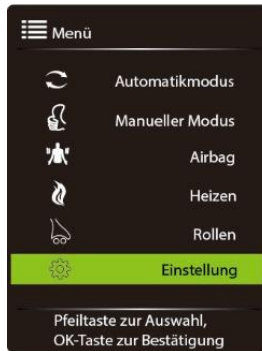 Menü
Automatikmodus
Manueller Modus
Airbag
Heizen
Rollen
Einstellung
Pfeiltaste zur Auswahl,
OK-Taste zur Bestätigung